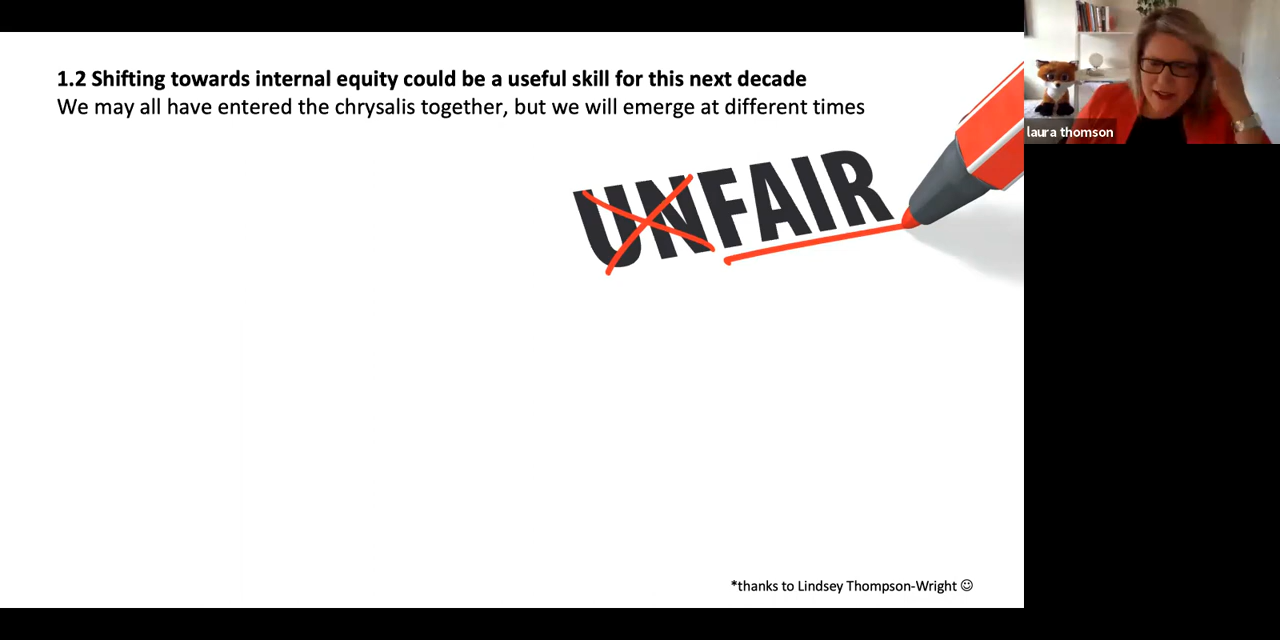 1.2 Shifting towards internal equity could be a useful skill for this next decade
We may all have entered the chrysalis together, but we will emerge at different times
UNFAIR
laura thomson
*thanks to Lindsey Thompson-Wright ☺